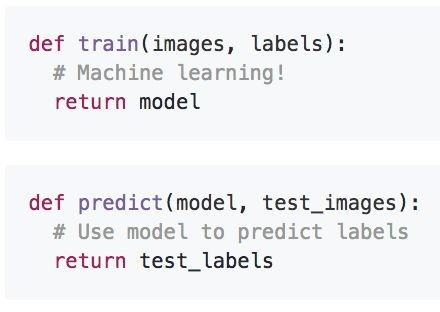 def train(images, labels):
  # Machine learning!
  return model
def predict(model, test_images):
  # Use model to predict labels
  return test_labels